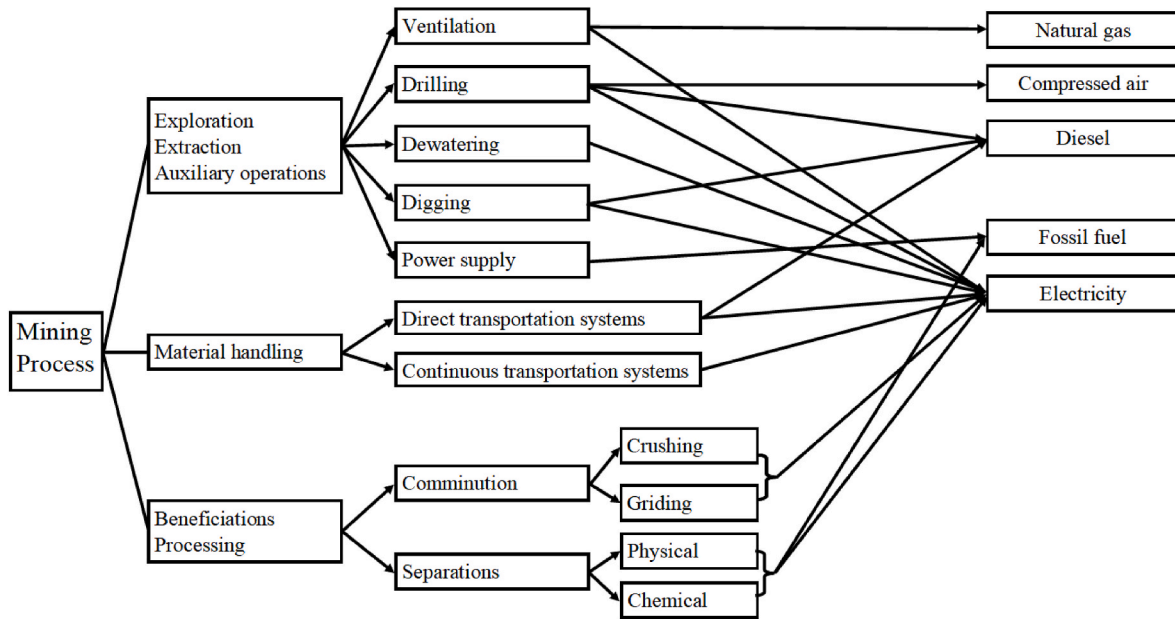 Mining
Process
Exploration
Extraction
Auxiliary operations
Material handling
Beneficiations
Processing
Ventilation
Drilling
Dewatering
Digging
Power supply
Direct transportation systems
Continuous transportation systems
Comminution
Separations
Crushing
Griding
Physical
Chemical
Natural gas
Compressed air
Diesel
Fossil fuel
Electricity